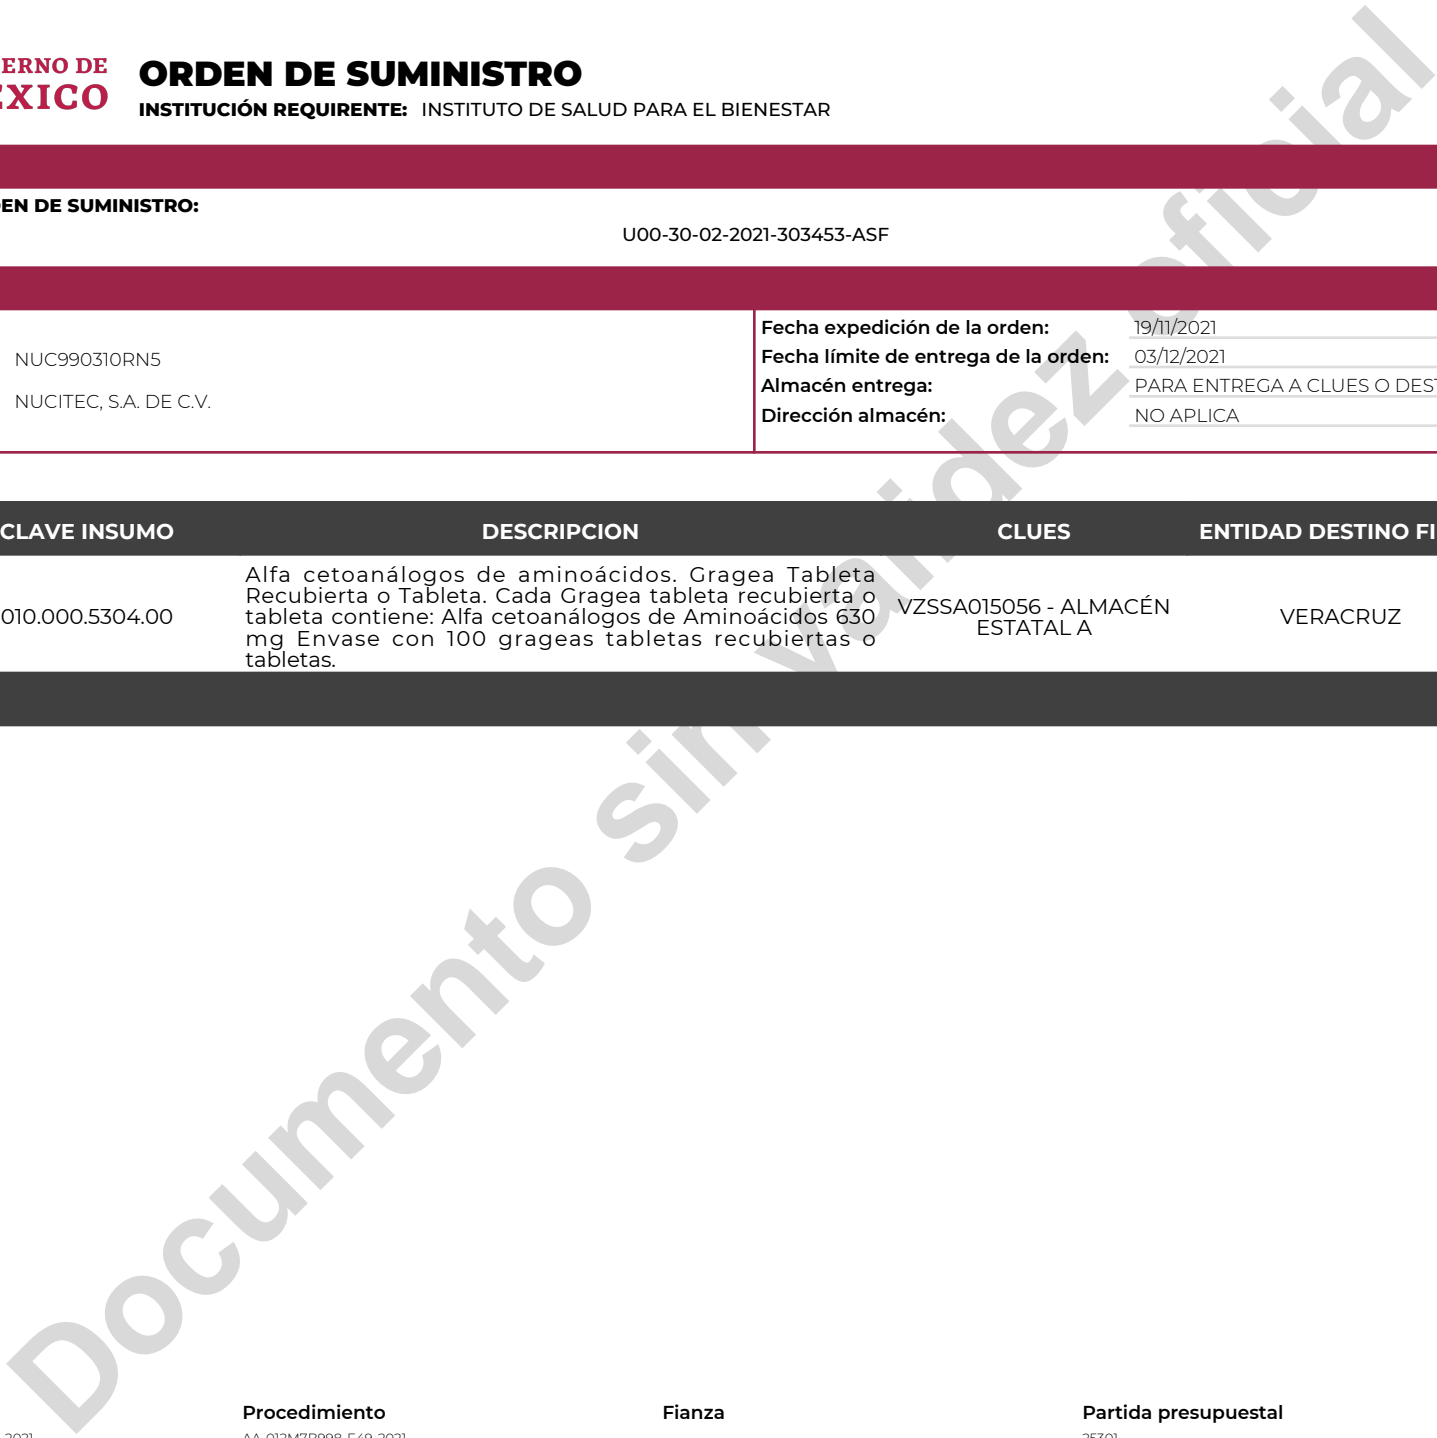 ERNO DE
ÉXICO
ORDEN DE SUMINISTRO
INSTITUCIÓN REQUIRENTE: INSTITUTO DE SALUD PARA EL BIENESTAR
EN DE SUMINISTRO:
U00-30-02-2021-303453-ASF
NUC990310RN5
NUCITEC, S.A. DE C.V.
Fecha expedición de la orden: 19/11/2021
Fecha límite de entrega de la orden: 03/12/2021
Almacén entrega: PARA ENTREGA A CLUES O DEST
Dirección almacén: NO APLICA
CLAVE INSUMO DESCRIPCION CLUES ENTIDAD DESTINO FI
010.000.5304.00
Alfa cetoanálogos de aminoácidos. Gragea Tableta
Recubierta o Tableta. Cada Gragea tableta recubierta o
tableta contiene: Alfa cetoanálogos de Aminoácidos 630
mg Envase con 100 grageas tabletas recubiertas o
tabletas.
VZSSA015056 - ALMACÉN
ESTATAL A
VERACRUZ
Documento sin validez oficial
Procedimiento Fianza Partida presupuestal